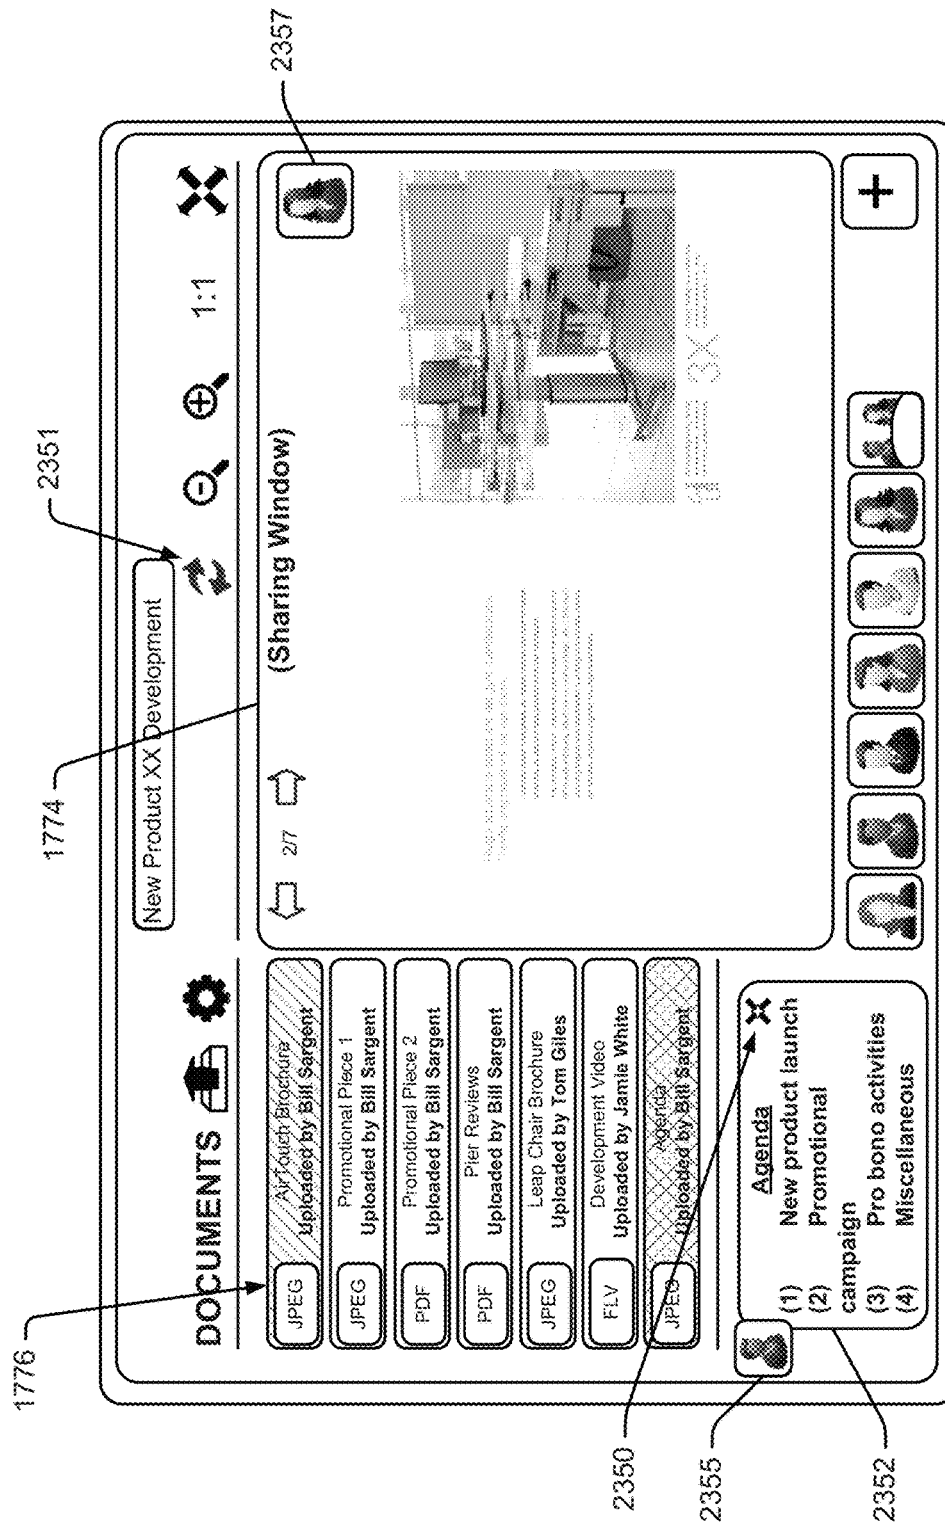 1774
2351
2357
1776
New Product XX Development
DOCUMENTS
1:1
JPEG
AirTouch Brochure
Uploaded by Bill Sargent
JPEG
Promotional Piece 1
Uploaded by Bill Sargent
PDF
Promotional Piece 2
Uploaded by Bill Sargent
PDF
Pier Reviews
Uploaded by Bill Sargent
JPEG
Leap Chair Brochure
Uploaded by Tom Giles
FLV
Development Video
Uploaded by Jamie White
JPEG
Agenda
Uploaded by Bill Sargent
2/7
(Sharing Window)
3X
Agenda
(1) New product launch
(2) Promotional
campaign
(3) Pro bono activities
(4) Miscellaneous
2350
2355
2352